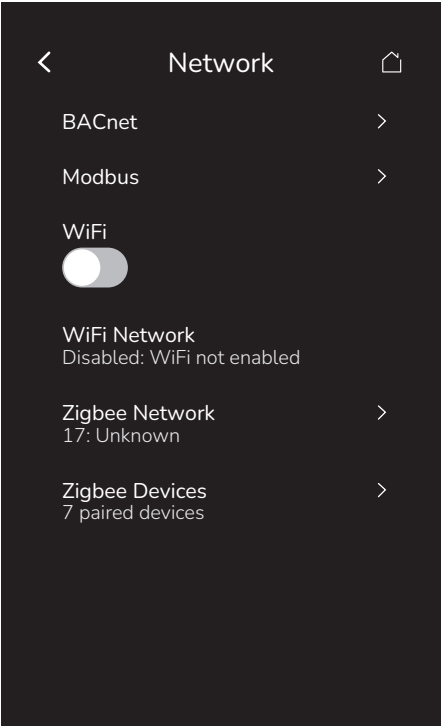 Network
BACnet
Modbus
WiFi
WiFi Network
Disabled: WiFi not enabled
Zigbee Network
17: Unknown
Zigbee Devices
7 paired devices